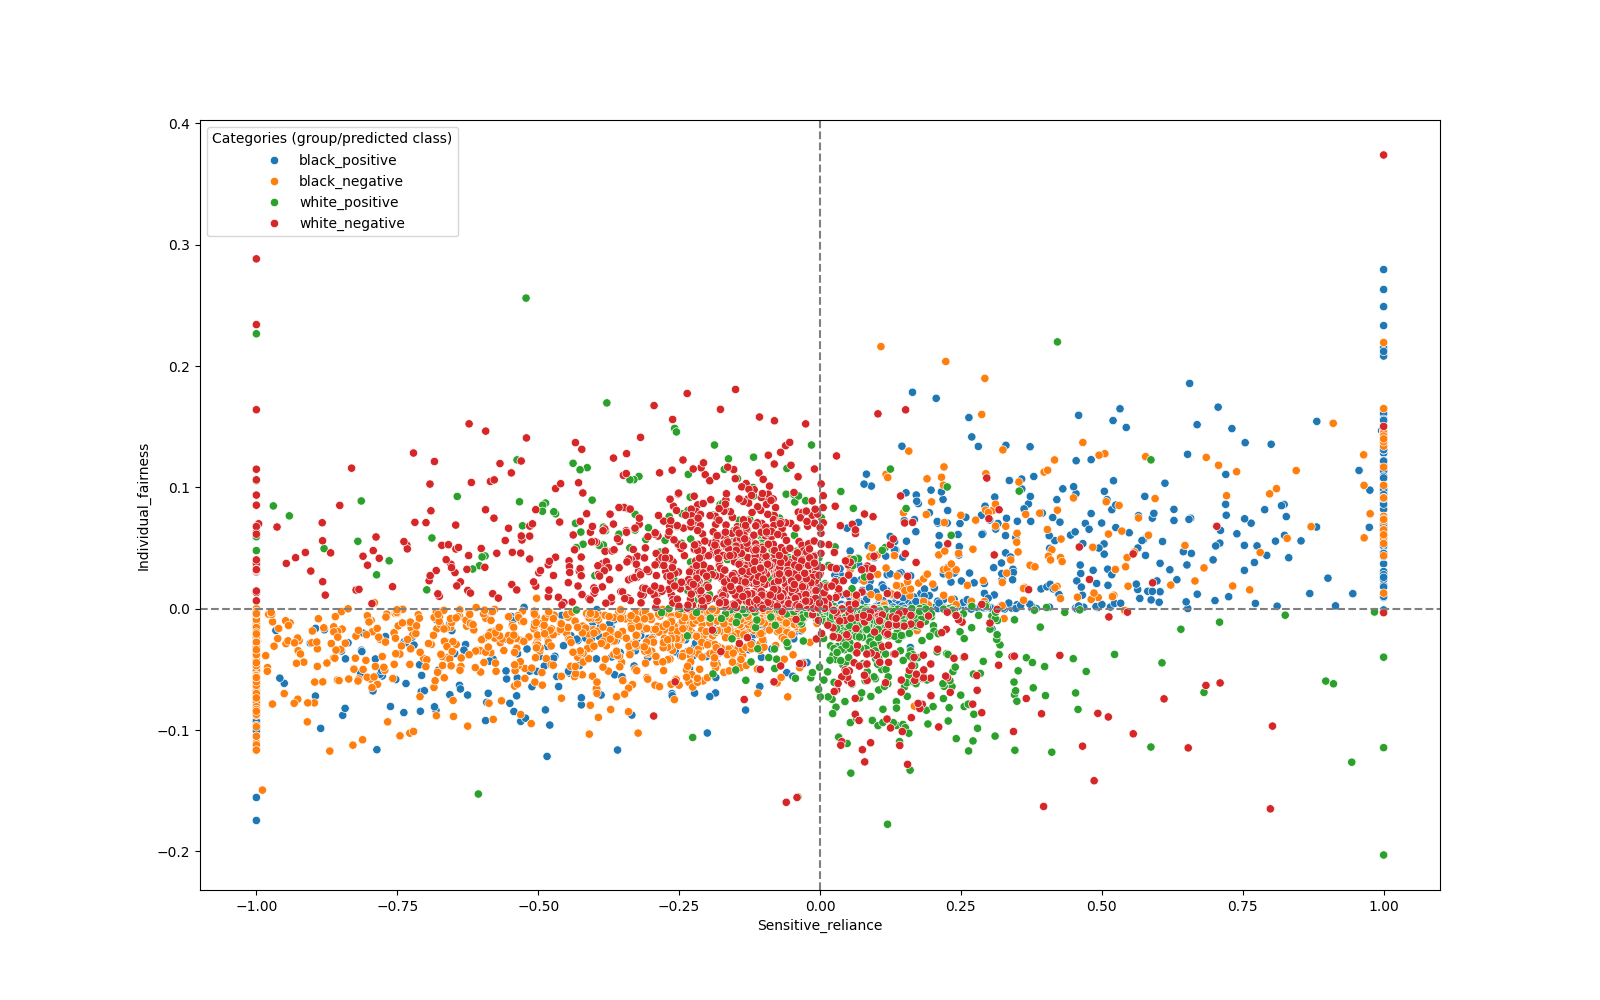 Categories (group/predicted class)
black_positive
black_negative
white_positive
white_negative
0.4
0.3
0.2
0.1
0.0
−0.1
−0.2
Individual_fairness
−1.00 −0.75 −0.50 −0.25 0.00 0.25 0.50 0.75 1.00
Sensitive_reliance